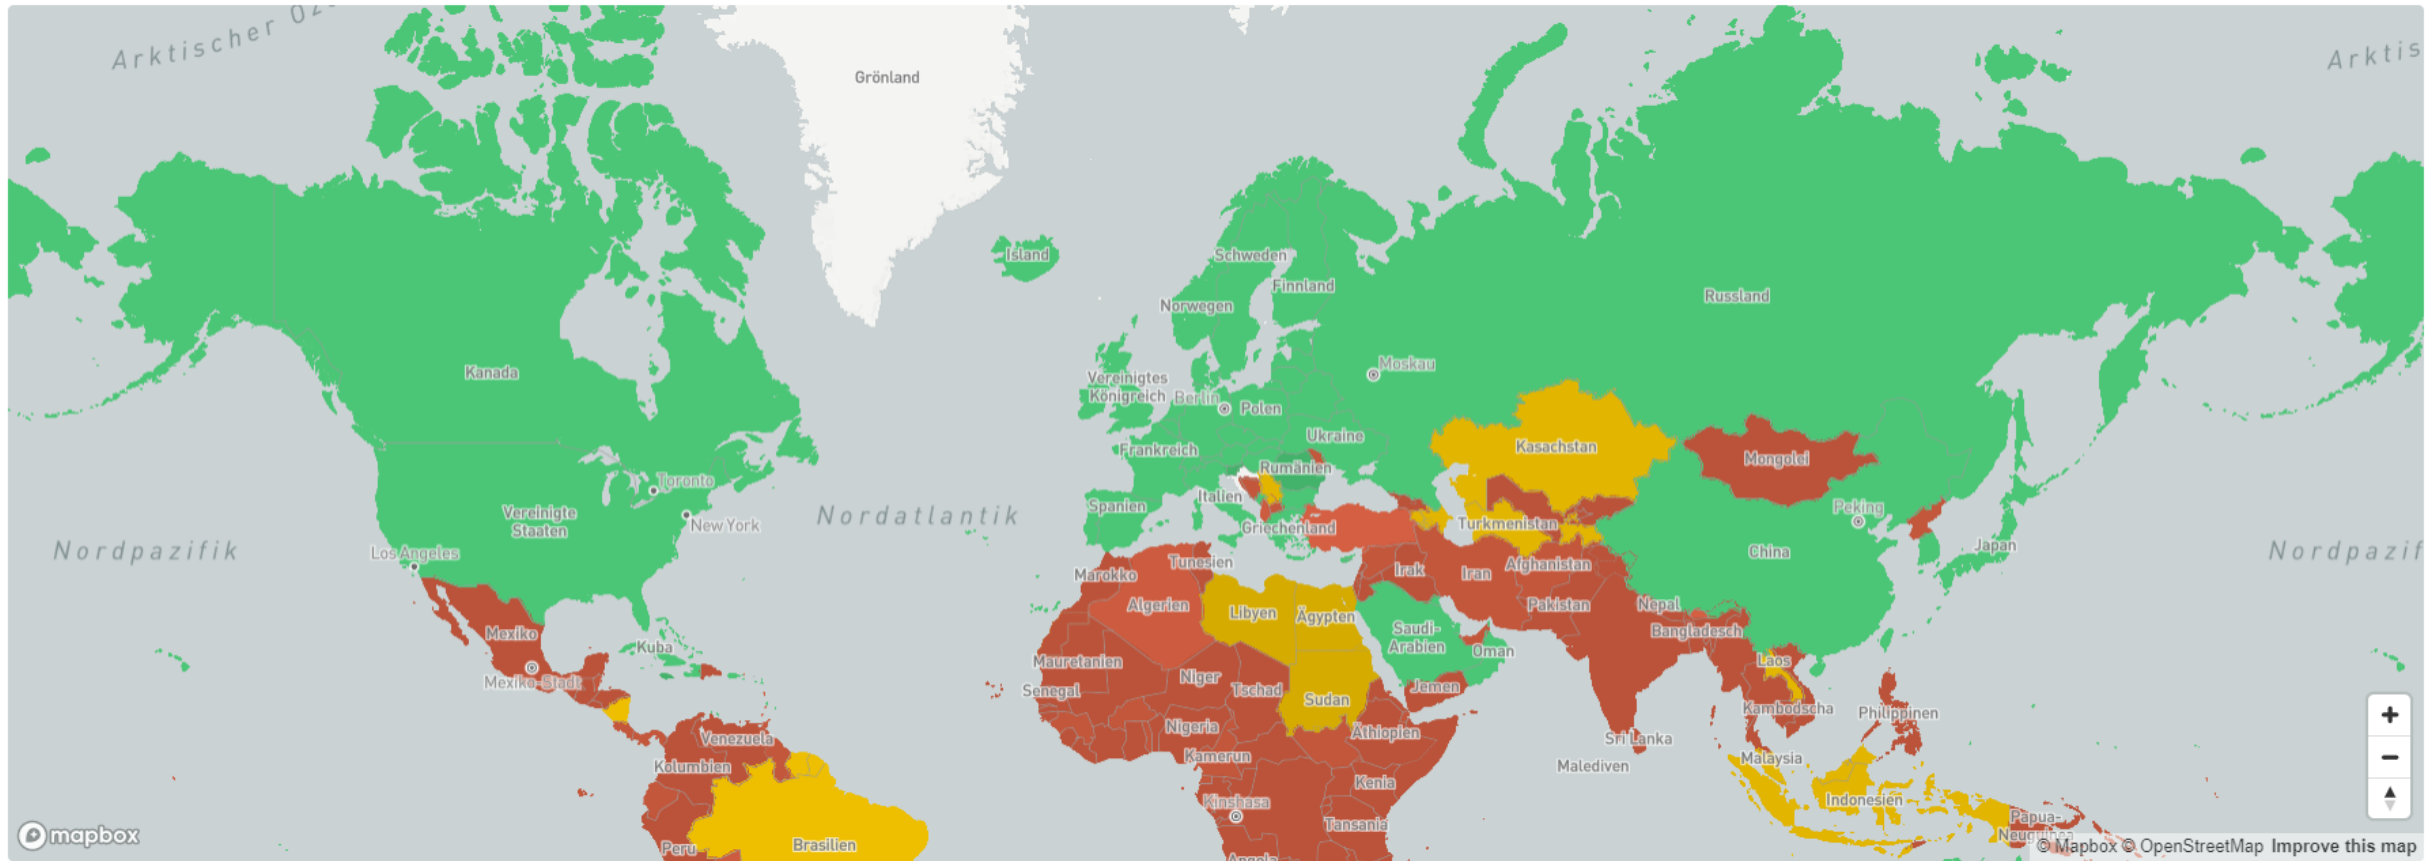 Arktischer Oz
Arktis
Grönland
Island
Schweden
Finnland
Norwegen
Russland
Moskau
Kanada
Vereinigtes
Königreich
Berlin
Polen
Ukraine
Frankreich
Rumänien
Kasachstan
Mongolei
Toronto
Italien
Spanien
Peking
Vereinigte
Staaten
New York
Nordatlantik
Griechenland
Turkmenistan
Japan
Nordpazifik
Los Angeles
China
Nordpazif
Tunesien
Marokko
Irak
Iran
Afghanistan
Algerien
Libyen
Ägypten
Pakistan
Nepal
Mexiko
Kuba
Saudi-
Arabien
Oman
Bangladesch
Mauretanien
Laos
Mexiko-Stadt
Senegal
Niger
Tschad
Sudan
Jemen
Kambodscha
Philippinen
Venezuela
Nigeria
Äthiopien
Sri Lanka
Kolumbien
Kamerun
Malediven
Malaysia
Kenia
Kinshasa
Indonesien
Tansania
Papua-
Neuguinea
Peru
Brasilien
Angola
mapbox
© Mapbox © OpenStreetMap Improve this map